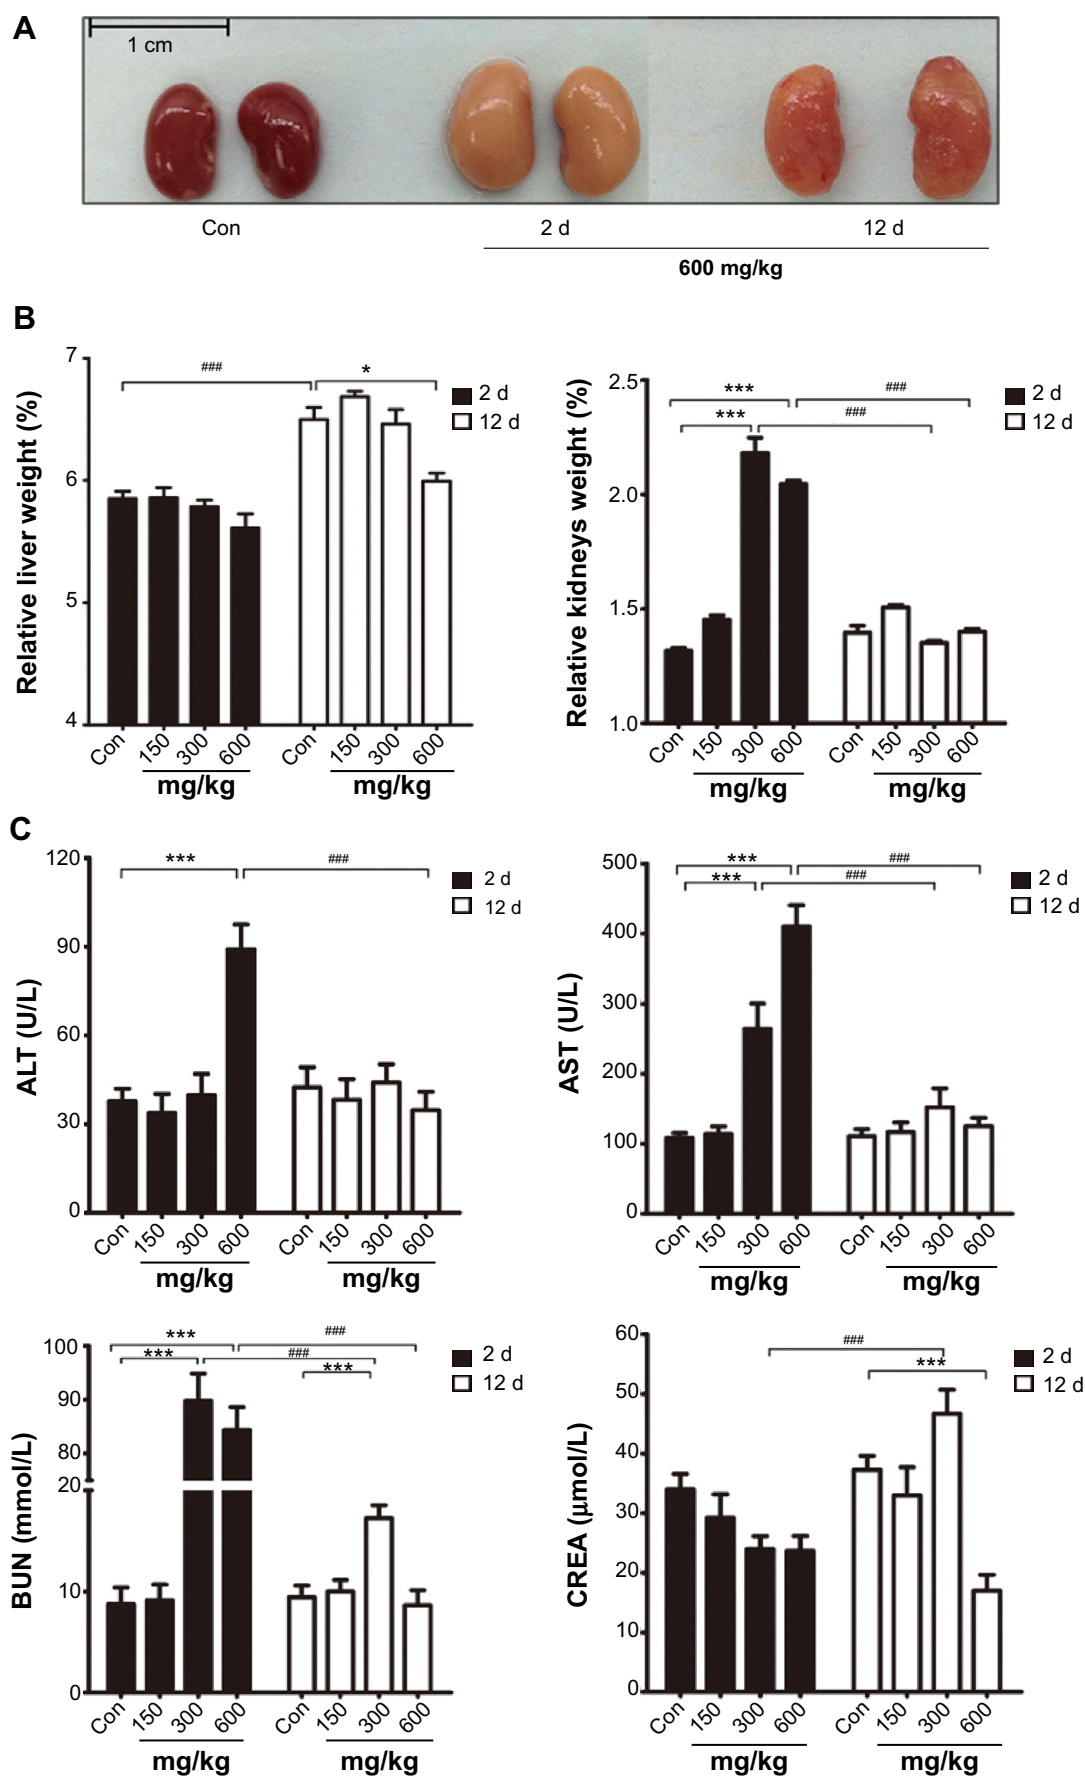 A
1 cm
Con
2 d
12 d
600 mg/kg
B
Relative liver weight (%)
7
6
5
4
###
*
2 d
12 d
Con 150 300 600 Con 150 300 600
mg/kg mg/kg
Relative kidneys weight (%)
2.5
2.0
1.5
1.0
*** ###
*** ###
2 d
12 d
Con 150 300 600 Con 150 300 600
mg/kg mg/kg
C
ALT (U/L)
120
90
60
30
0
*** ###
2 d
12 d
Con 150 300 600 Con 150 300 600
mg/kg mg/kg
AST (U/L)
500
400
300
200
100
0
*** ###
*** ###
2 d
12 d
Con 150 300 600 Con 150 300 600
mg/kg mg/kg
BUN (mmol/L)
100
90
80
20
10
0
*** ###
*** ###
***
2 d
12 d
Con 150 300 600 Con 150 300 600
mg/kg mg/kg
CREA (µmol/L)
60
50
40
30
20
10
0
###
***
2 d
12 d
Con 150 300 600 Con 150 300 600
mg/kg mg/kg